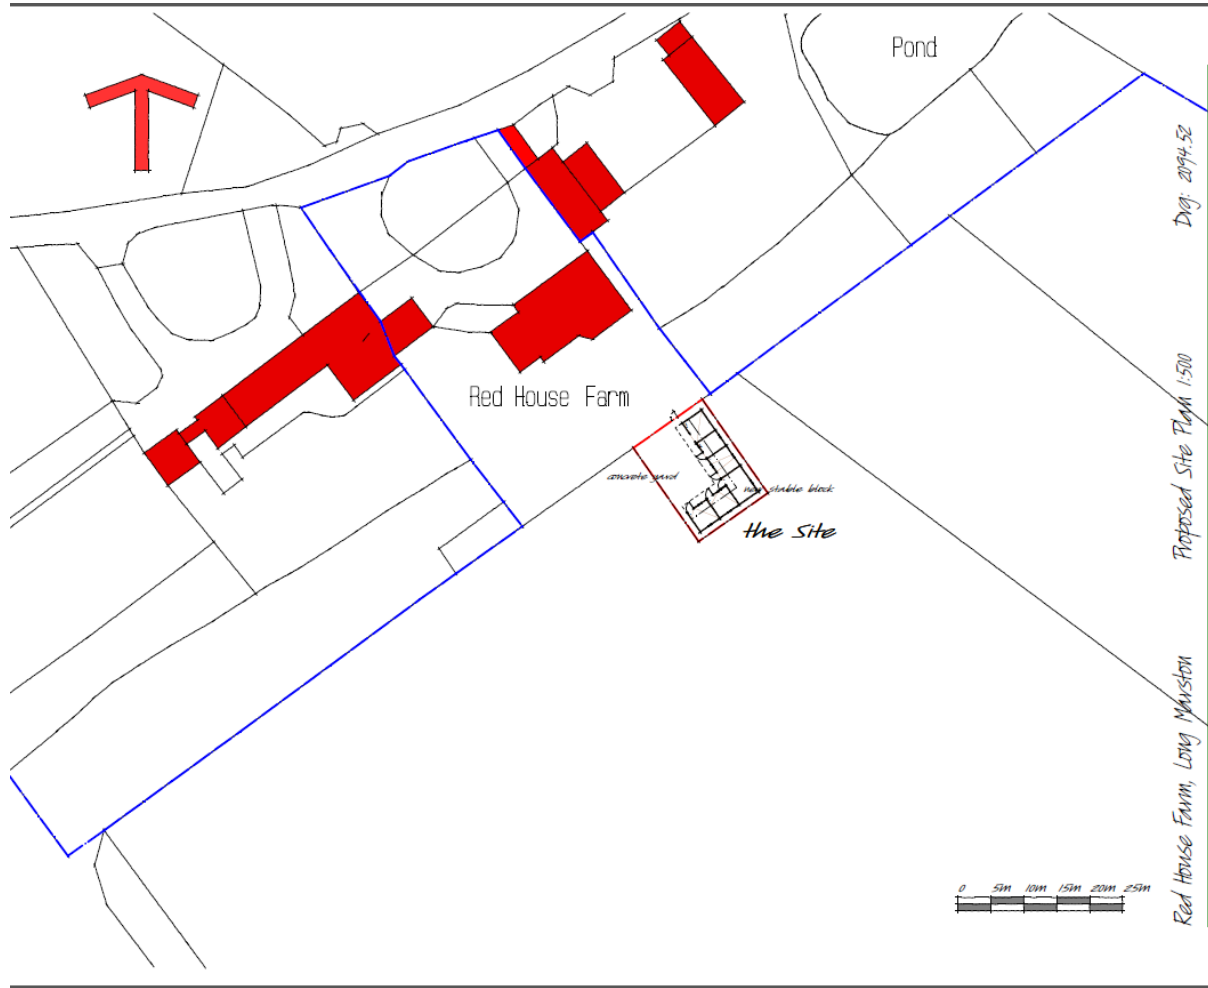 Pond
Drg: 2094.52
Red House Farm
concrete yard
new stable block
the Site
Proposed Site Plan 1:500
Red House Farm, Long Marston
0 5m 10m 15m 20m 25m